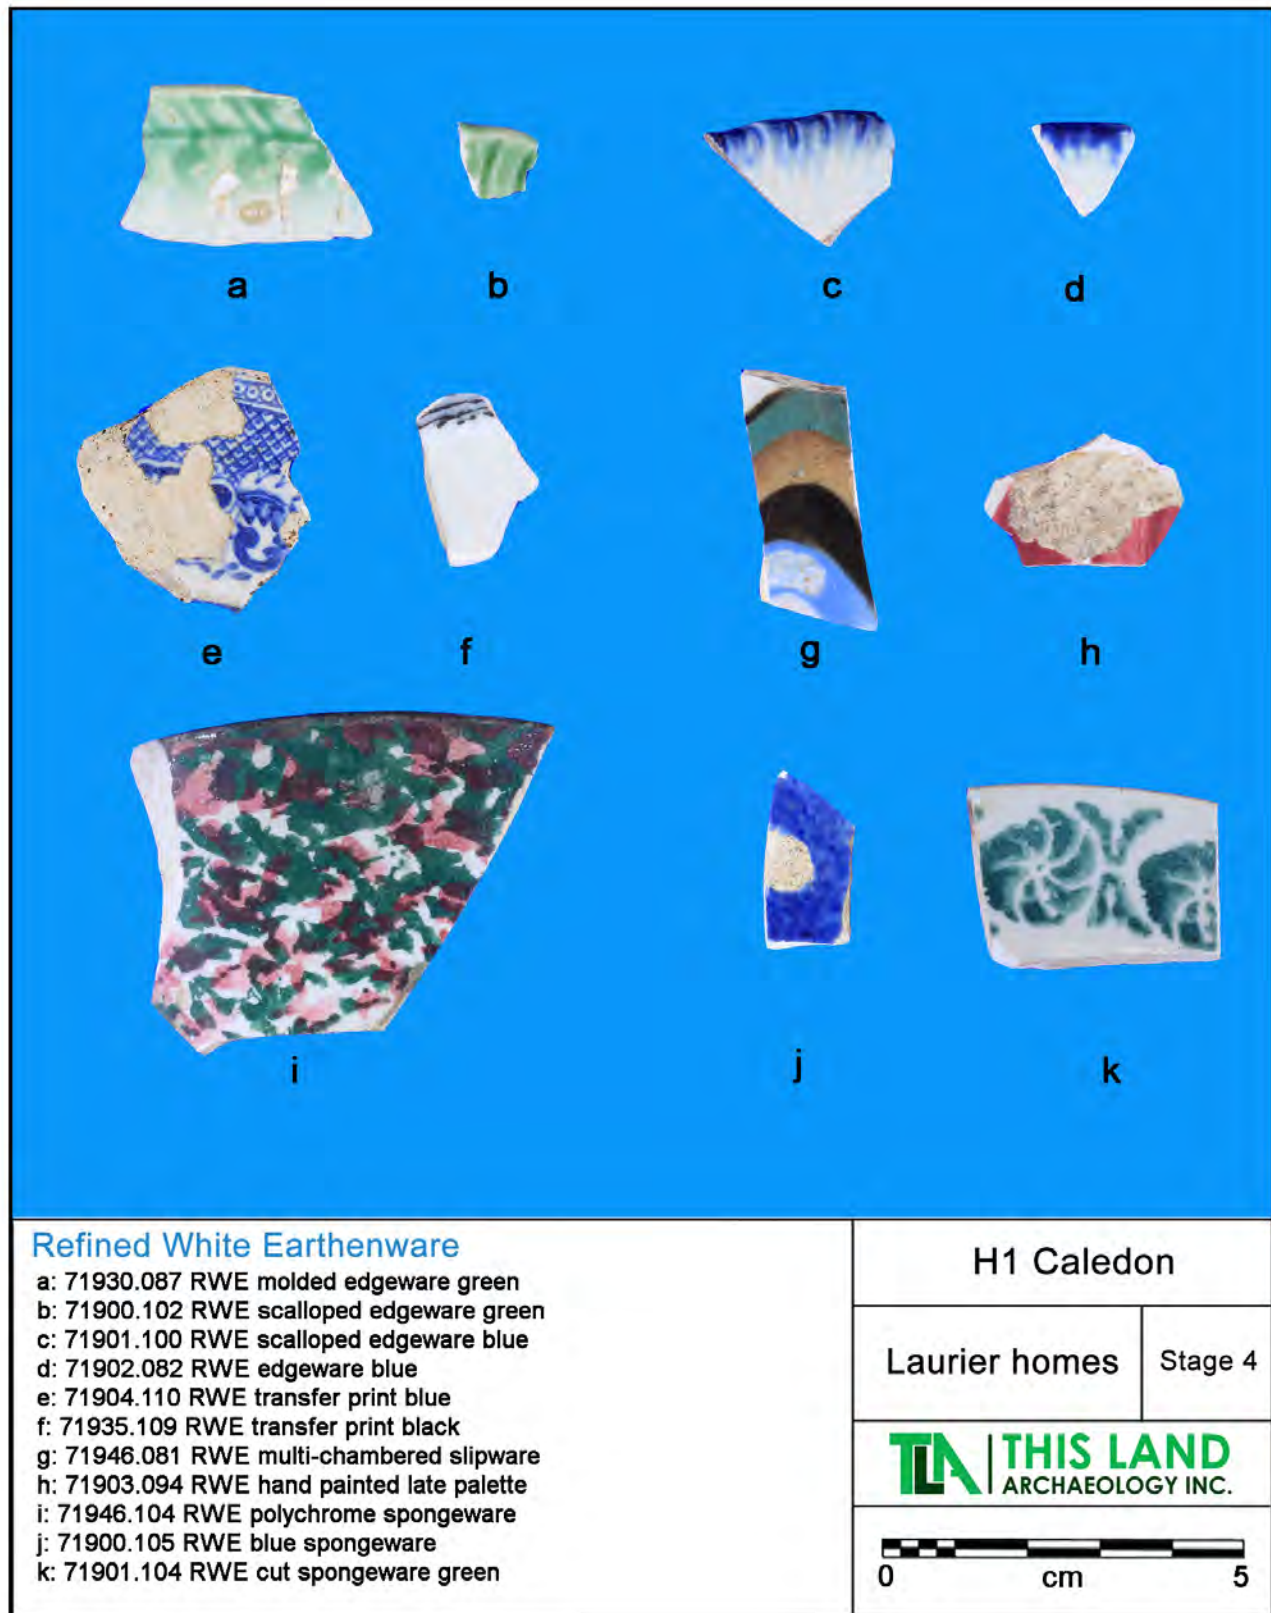 a
b
c
d
e
f
g
h
i
j
k
Refined White Earthenware
a: 71930.087 RWE molded edgeware green
b: 71900.102 RWE scalloped edgeware green
c: 71901.100 RWE scalloped edgeware blue
d: 71902.082 RWE edgeware blue
e: 71904.110 RWE transfer print blue
f: 71935.109 RWE transfer print black
g: 71946.081 RWE multi-chambered slipware
h: 71903.094 RWE hand painted late palette
i: 71946.104 RWE polychrome spongeware
j: 71900.105 RWE blue spongeware
k: 71901.104 RWE cut spongeware green
H1 Caledon
Laurier homes
Stage 4
TLA THIS LAND
ARCHAEOLOGY INC.
0 cm 5